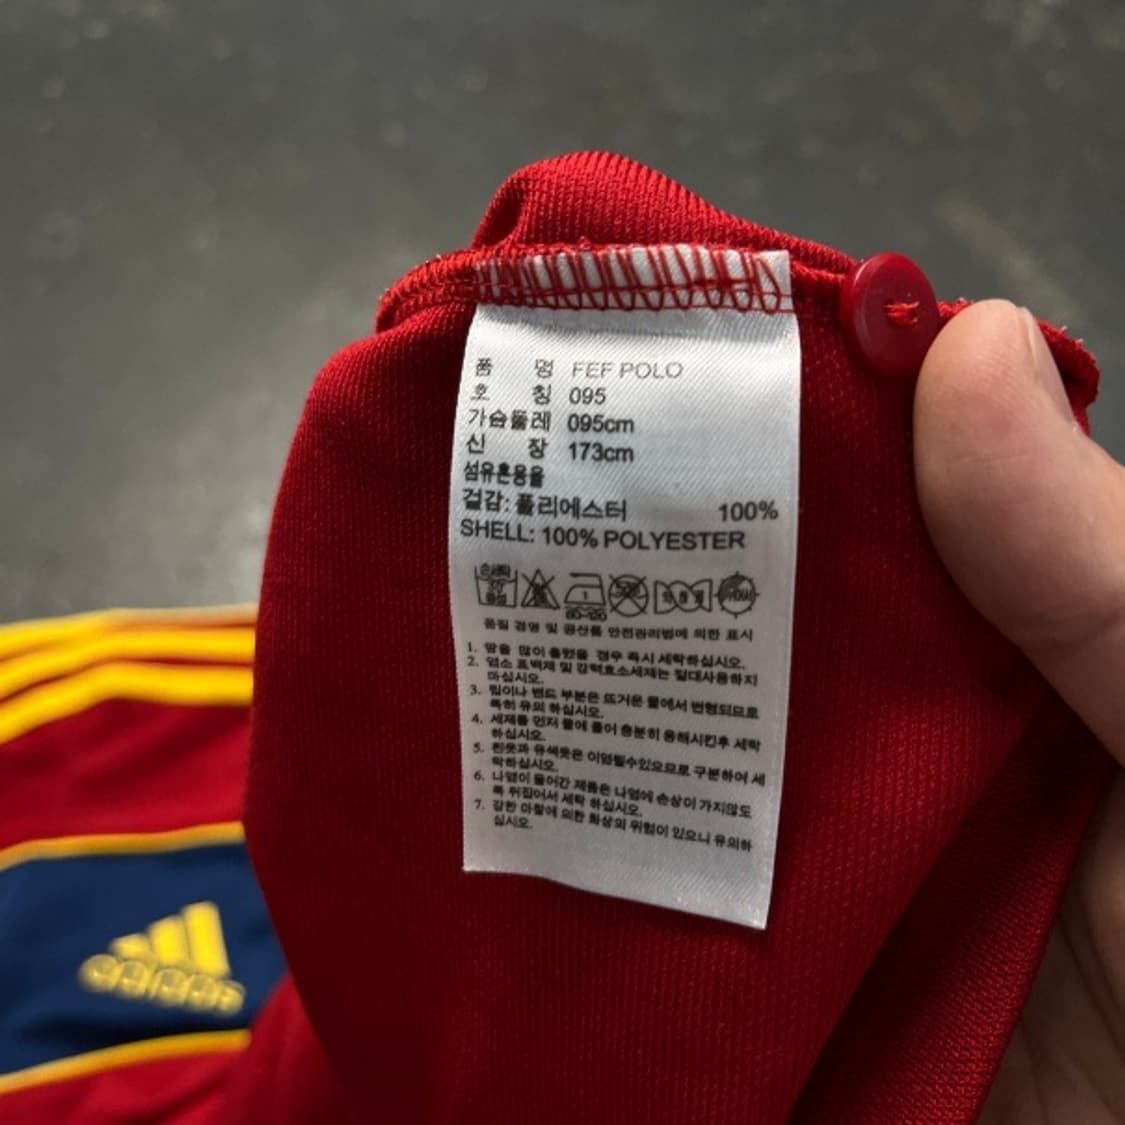 품 명 FEF POLO
호 칭 095
가슴둘레 095cm
신 장 173cm
섬유혼용율
겉감: 폴리에스터 100%
SHELL: 100% POLYESTER
손세탁
80~120
품질 경영 및 공산품 안전관리법에 의한 표시
1. 땀을 많이 흘렸을 경우 즉시 세탁하십시오.
2. 염소 표백제 및 강력효소세제는 절대사용하지
마십시오.
3. 밑이나 밴드 부분은 뜨거운 물에서 변형되므로
특히 유의 하십시오.
4. 세제를 먼저 물에 풀어 충분히 용해시킨후 세탁
하십시오.
5. 흰옷과 유색옷은 이염될수있으므로 구분하여 세
탁하십시오.
6. 나염이 들어간 제품은 나염에 손상이 가지않도
록 뒤집어서 세탁 하십시오.
7. 강한 마찰에 의한 화상의 위험이 있으니 유의하
십시오.
adidas